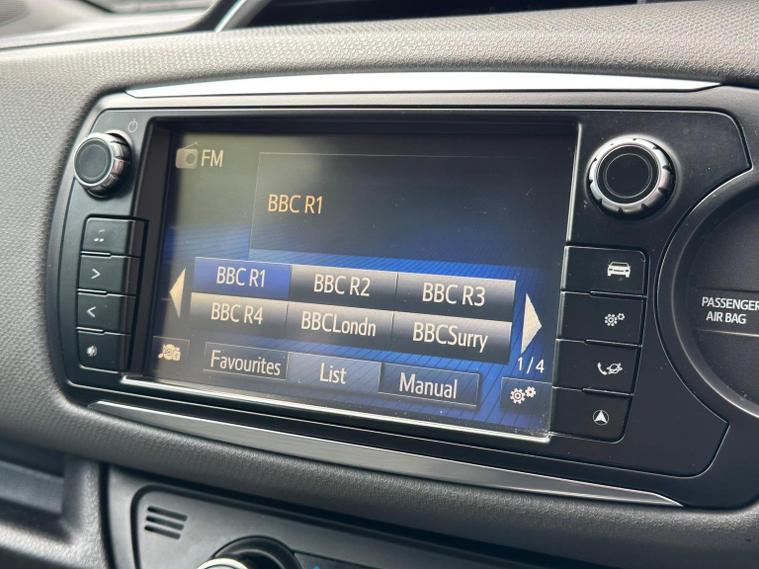 FM
BBC R1
BBC R1 BBC R2 BBC R3
BBC R4 BBCLondn BBCSurry
1/4
Favourites List Manual
PASSENGER
AIR BAG